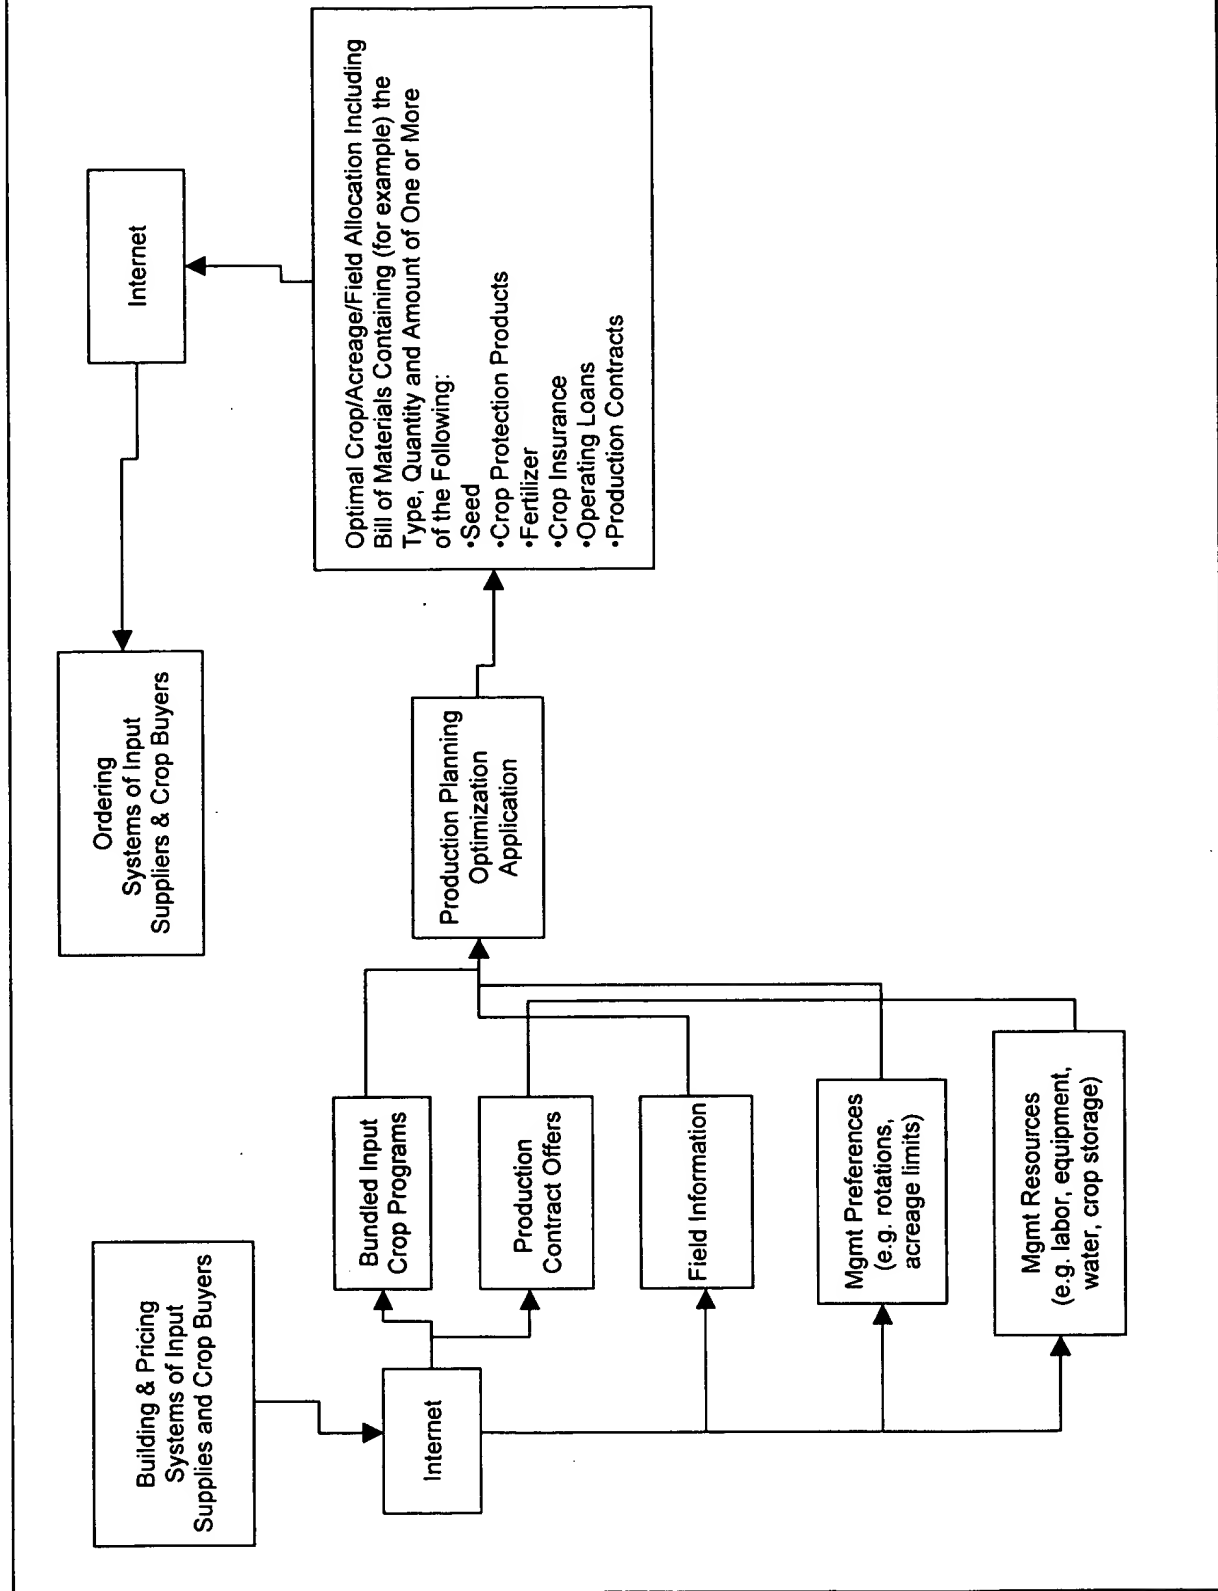 Building & Pricing
Systems of Input
Supplies and Crop Buyers
Internet
Bundled Input
Crop Programs
Production
Contract Offers
Field Information
Mgmt Preferences
(e.g. rotations,
acreage limits)
Mgmt Resources
(e.g. labor, equipment,
water, crop storage)
Production Planning
Optimization
Application
Optimal Crop/Acreage/Field Allocation Including
Bill of Materials Containing (for example) the
Type, Quantity and Amount of One or More
of the Following:
•Seed
•Crop Protection Products
•Fertilizer
•Crop Insurance
•Operating Loans
•Production Contracts
Internet
Ordering
Systems of Input
Suppliers & Crop Buyers